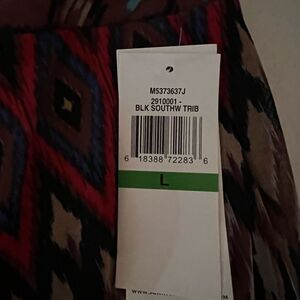 MS373637J
2910001 -
BLK SOUTHW TRIB
6 18388 72283 6
L